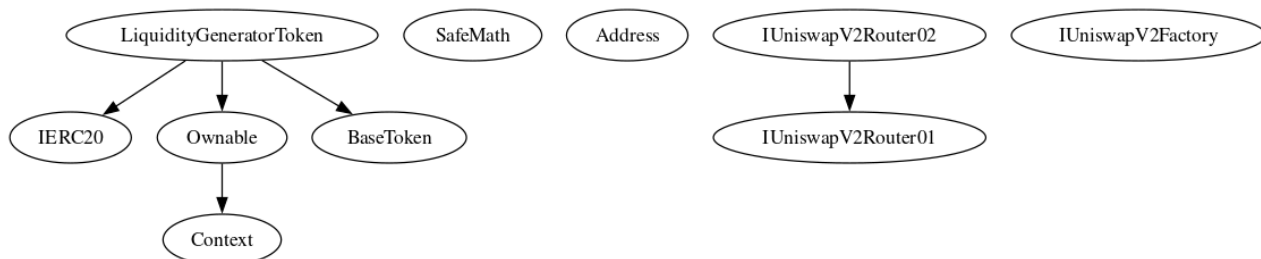 LiquidityGeneratorToken
SafeMath
Address
IUniswapV2Router02
IUniswapV2Factory
IERC20
Ownable
BaseToken
IUniswapV2Router01
Context